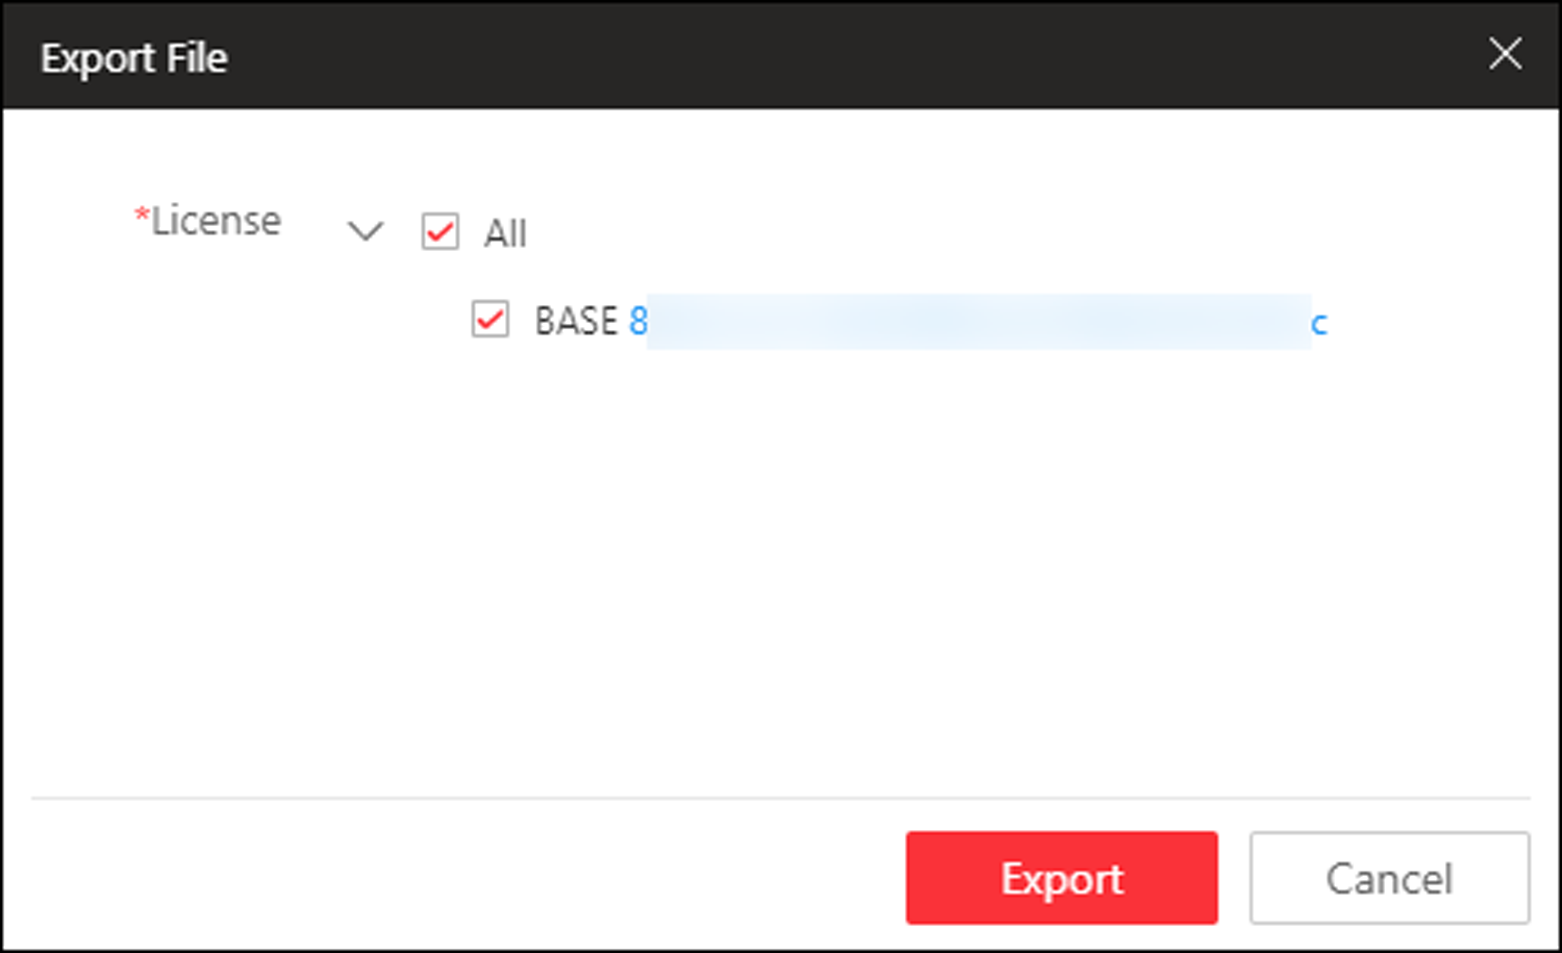 Export File
*License
All
BASE 8 c
Export
Cancel